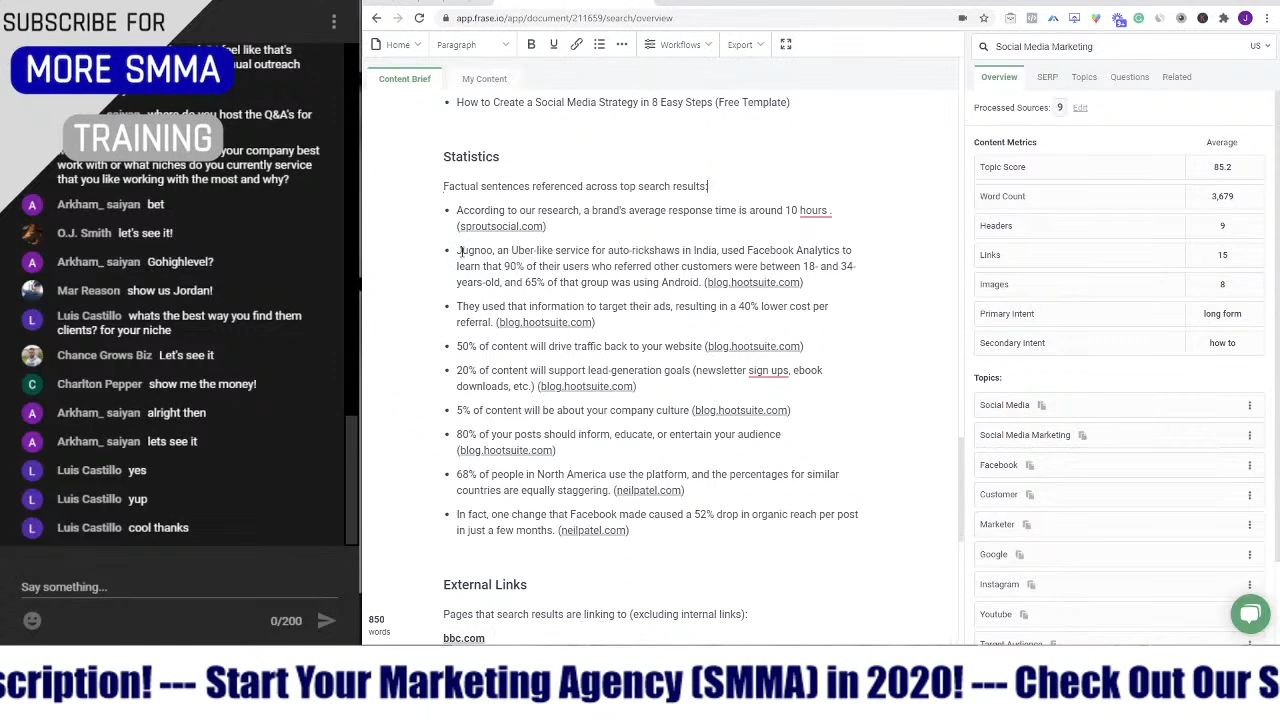 SUBSCRIBE FOR
MORE SMMA
TRAINING
feel like that's
ual outreach
saiyan where do you host the Q&A's for
your company best
work with or what niches do you currently service
that you like working with the most and why?
A Arkham_ saiyan bet
O.J. Smith let's see it!
A Arkham_ saiyan Gohighlevel?
Mar Reason show us Jordan!
L Luis Castillo whats the best way you find them
clients? for your niche
Chance Grows Biz Let's see it
C Charlton Pepper show me the money!
A Arkham_ saiyan alright then
A Arkham_ saiyan lets see it
L Luis Castillo yes
L Luis Castillo yup
L Luis Castillo cool thanks
Say something...
0/200
app.frase.io/app/document/211659/search/overview
Home
Paragraph
B
U
Workflows
Export
Content Brief
My Content
How to Create a Social Media Strategy in 8 Easy Steps (Free Template)
Statistics
Factual sentences referenced across top search results:
According to our research, a brand's average response time is around 10 hours .
(sproutsocial.com)
Jugnoo, an Uber-like service for auto-rickshaws in India, used Facebook Analytics to
learn that 90% of their users who referred other customers were between 18- and 34-
years-old, and 65% of that group was using Android. (blog.hootsuite.com)
They used that information to target their ads, resulting in a 40% lower cost per
referral. (blog.hootsuite.com)
50% of content will drive traffic back to your website (blog.hootsuite.com)
20% of content will support lead-generation goals (newsletter sign ups, ebook
downloads, etc.) (blog.hootsuite.com)
5% of content will be about your company culture (blog.hootsuite.com)
80% of your posts should inform, educate, or entertain your audience
(blog.hootsuite.com)
68% of people in North America use the platform, and the percentages for similar
countries are equally staggering. (neilpatel.com)
In fact, one change that Facebook made caused a 52% drop in organic reach per post
in just a few months. (neilpatel.com)
External Links
Pages that search results are linking to (excluding internal links):
bbc.com
850
words
Social Media Marketing
US
Overview
SERP
Topics
Questions
Related
Processed Sources: 9 Edit
Content Metrics Average
Topic Score 85.2
Word Count 3,679
Headers 9
Links 15
Images 8
Primary Intent long form
Secondary Intent how to
Topics:
Social Media
Social Media Marketing
Facebook
Customer
Marketer
Google
Instagram
Youtube
Target Audience
scription! --- Start Your Marketing Agency (SMMA) in 2020! --- Check Out Our S